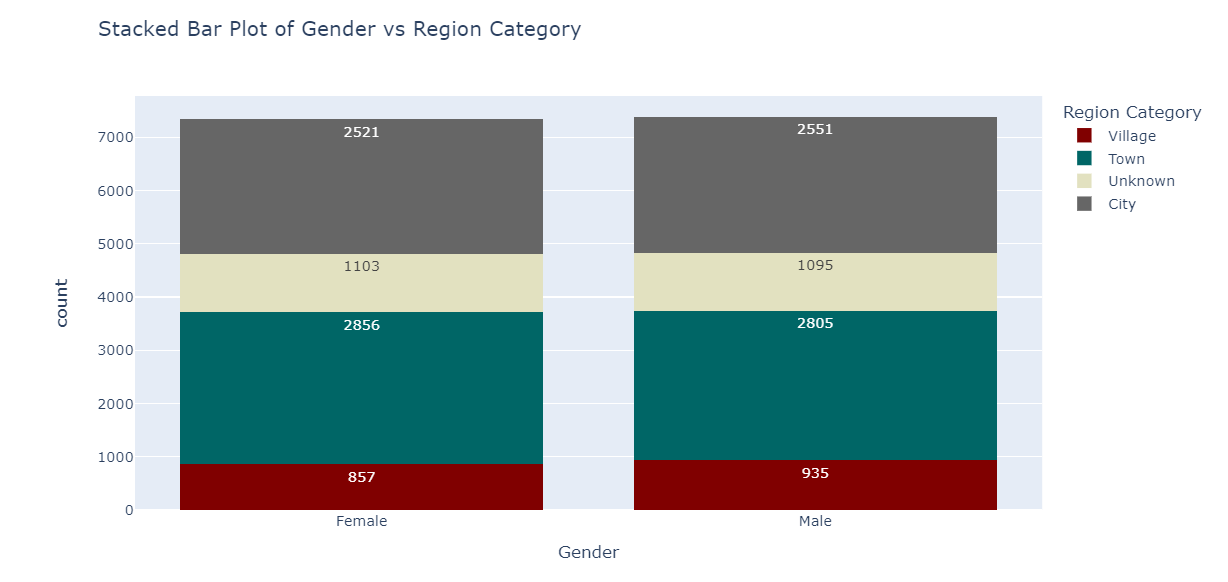 Stacked Bar Plot of Gender vs Region Category
Region Category
Village
Town
Unknown
City
7000
6000
5000
4000
3000
2000
1000
0
count
2521
1103
2856
857
2551
1095
2805
935
Female
Male
Gender